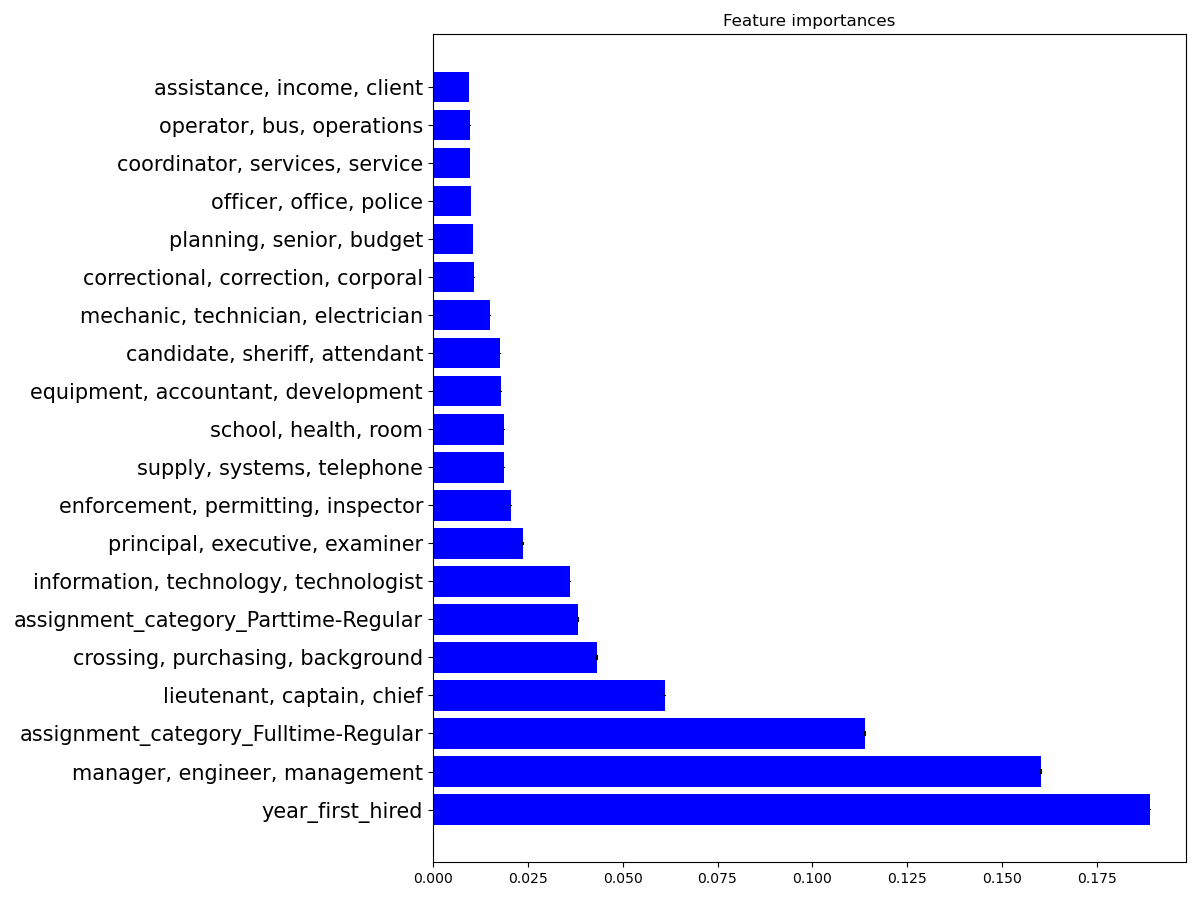 Feature importances
assistance, income, client
operator, bus, operations
coordinator, services, service
officer, office, police
planning, senior, budget
correctional, correction, corporal
mechanic, technician, electrician
candidate, sheriff, attendant
equipment, accountant, development
school, health, room
supply, systems, telephone
enforcement, permitting, inspector
principal, executive, examiner
information, technology, technologist
assignment_category_Parttime-Regular
crossing, purchasing, background
lieutenant, captain, chief
assignment_category_Fulltime-Regular
manager, engineer, management
year_first_hired
0.000 0.025 0.050 0.075 0.100 0.125 0.150 0.175